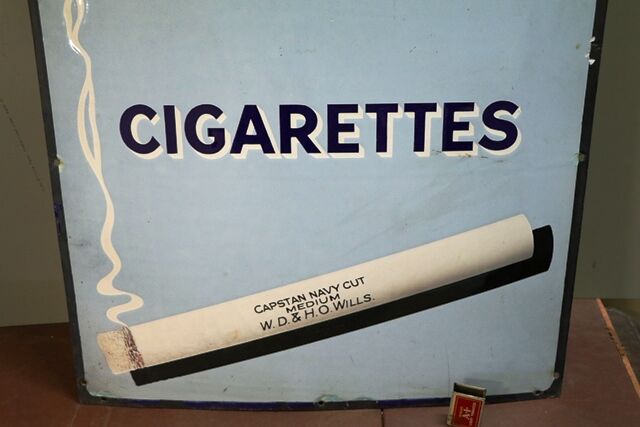 CIGARETTES
CAPSTAN NAVY CUT
MEDIUM
W.D. & H.O. WILLS.
A+